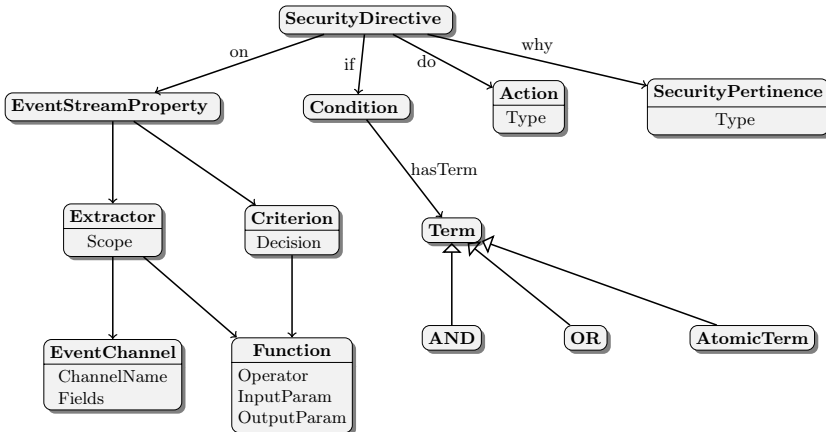 SecurityDirective
on
if
do
why
EventStreamProperty
Condition
Action
Type
SecurityPertinence
Type
hasTerm
Extractor
Scope
Criterion
Decision
Term
EventChannel
ChannelName
Fields
Function
Operator
InputParam
OutputParam
AND
OR
AtomicTerm